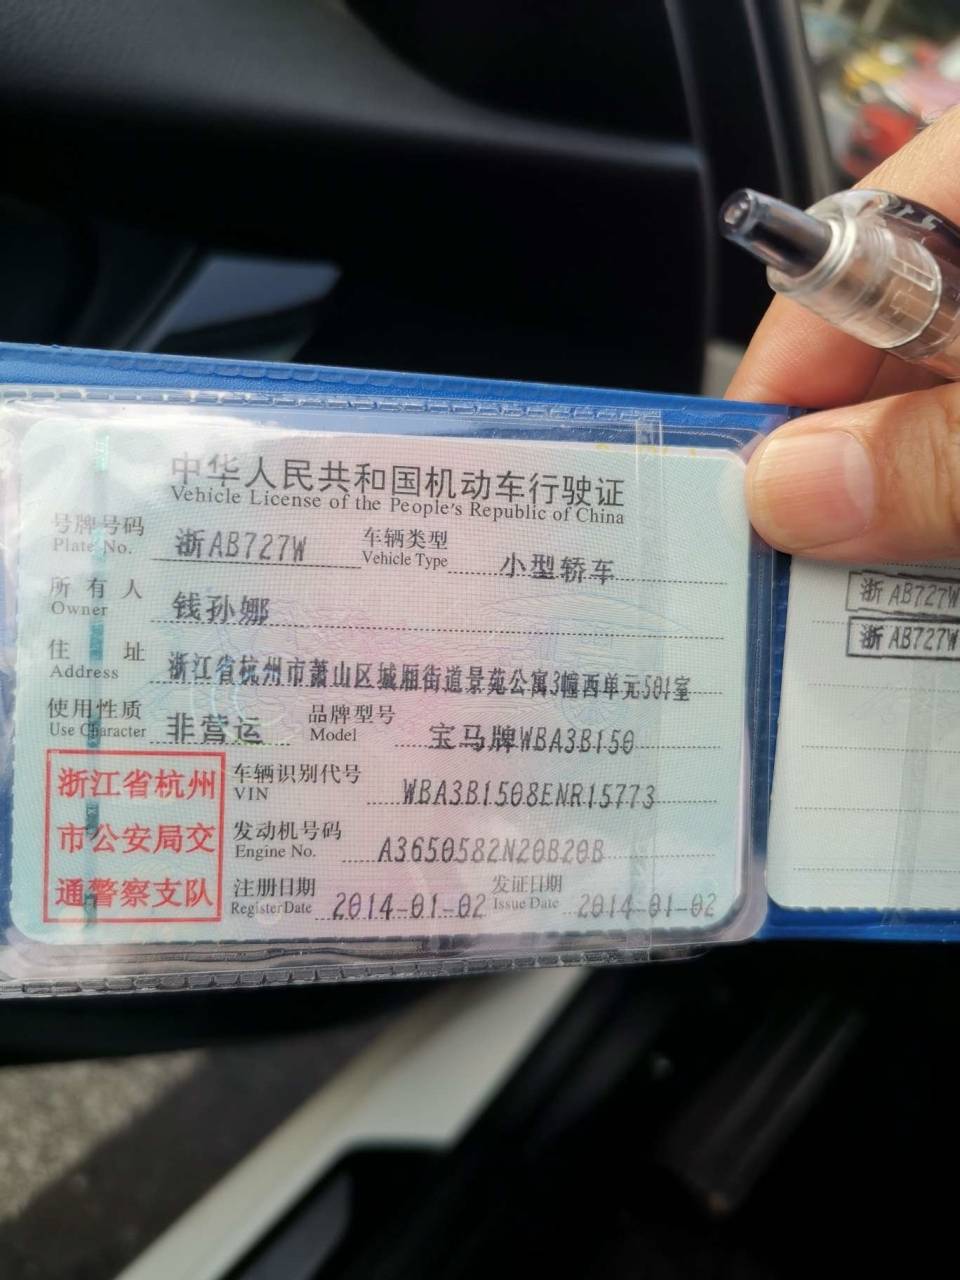 中华人民共和国机动车行驶证
Vehicle License of the People's Republic of China
号牌号码 浙AB727W 车辆类型 小型轿车
Plate No. Vehicle Type
所有人 钱孙娜
Owner
住址 浙江省杭州市萧山区城厢街道景苑公寓3幢西单元501室
Address
使用性质 非营运 品牌型号 宝马牌WBA3B150
Use Character Model
浙江省杭州
市公安局交
通警察支队
车辆识别代号 WBA3B1508ENR15773
VIN
发动机号码 A3650582N20B20B
Engine No.
注册日期 2014-01-02 发证日期 2014-01-02
Register Date Issue Date
浙AB727W
浙AB727W